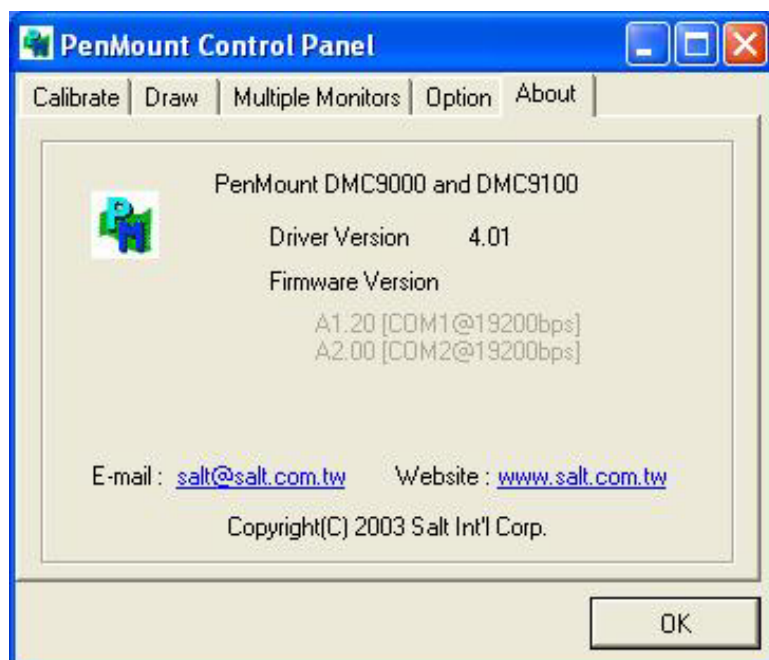 PenMount Control Panel
Calibrate Draw Multiple Monitors Option About
PM
PenMount DMC9000 and DMC9100
Driver Version 4.01
Firmware Version
A1.20 [COM1@19200bps]
A2.00 [COM2@19200bps]
E-mail : salt@salt.com.tw Website : www.salt.com.tw
Copyright(C) 2003 Salt Int'l Corp.
OK